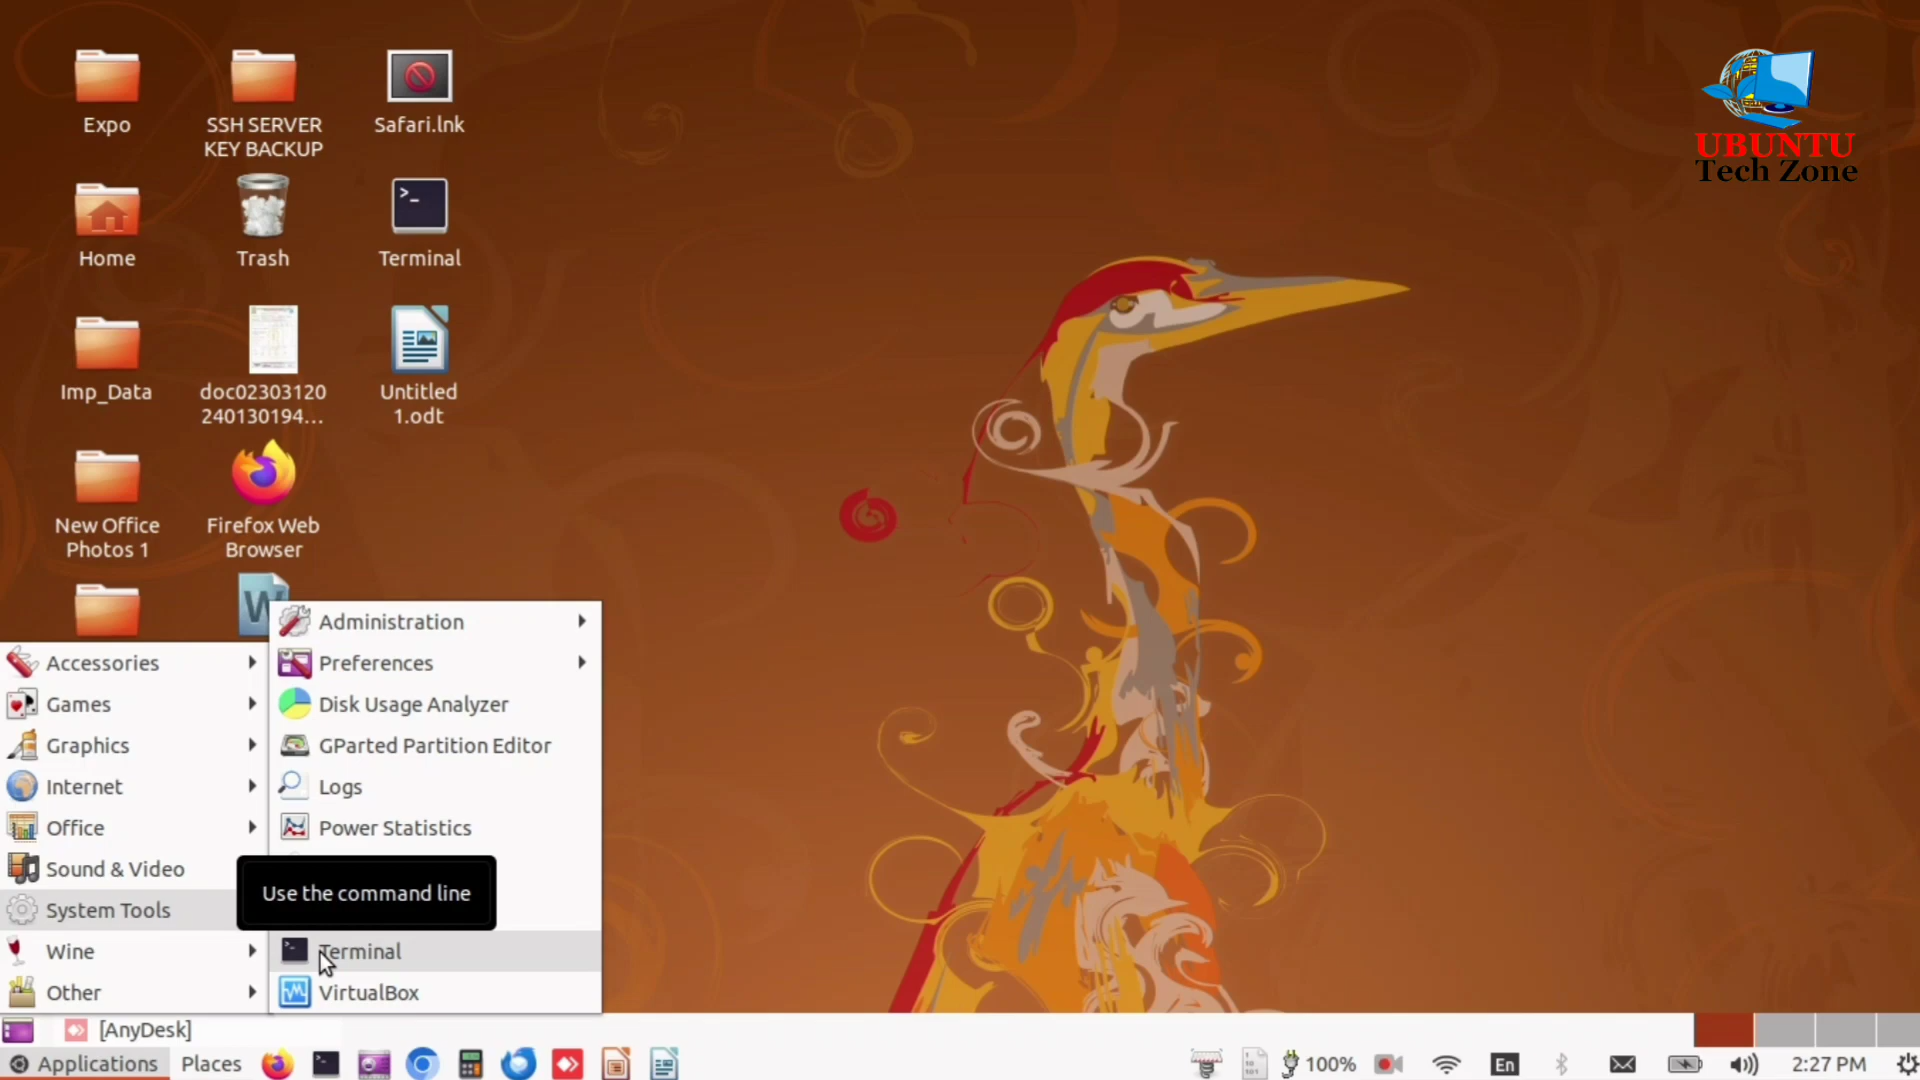 Expo
SSH SERVER
KEY BACKUP
Safari.lnk
UBUNTU
Tech Zone
Home
Trash
Terminal
Imp_Data
doc02303120
240130194...
Untitled
1.odt
New Office
Photos 1
Firefox Web
Browser
W
Administration
Preferences
Disk Usage Analyzer
GParted Partition Editor
Logs
Power Statistics
Use the command line
Terminal
VirtualBox
Accessories
Games
Graphics
Internet
Office
Sound & Video
System Tools
Wine
Other
[AnyDesk]
Applications
Places
100%
En
2:27 PM